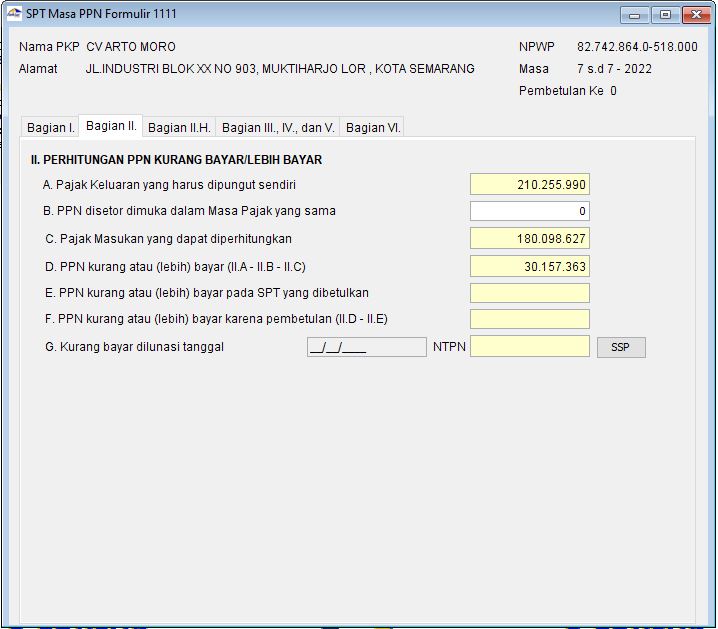 SPT Masa PPN Formulir 1111
Nama PKP CV ARTO MORO NPWP 82.742.864.0-518.000
Alamat JL.INDUSTRI BLOK XX NO 903, MUKTIHARJO LOR , KOTA SEMARANG Masa 7 s.d 7 - 2022
Pembetulan Ke 0
Bagian I. Bagian II. Bagian II.H. Bagian III., IV., dan V. Bagian VI.
II. PERHITUNGAN PPN KURANG BAYAR/LEBIH BAYAR
A. Pajak Keluaran yang harus dipungut sendiri 210.255.990
B. PPN disetor dimuka dalam Masa Pajak yang sama 0
C. Pajak Masukan yang dapat diperhitungkan 180.098.627
D. PPN kurang atau (lebih) bayar (II.A - II.B - II.C) 30.157.363
E. PPN kurang atau (lebih) bayar pada SPT yang dibetulkan
F. PPN kurang atau (lebih) bayar karena pembetulan (II.D - II.E)
G. Kurang bayar dilunasi tanggal __/__/____ NTPN SSP